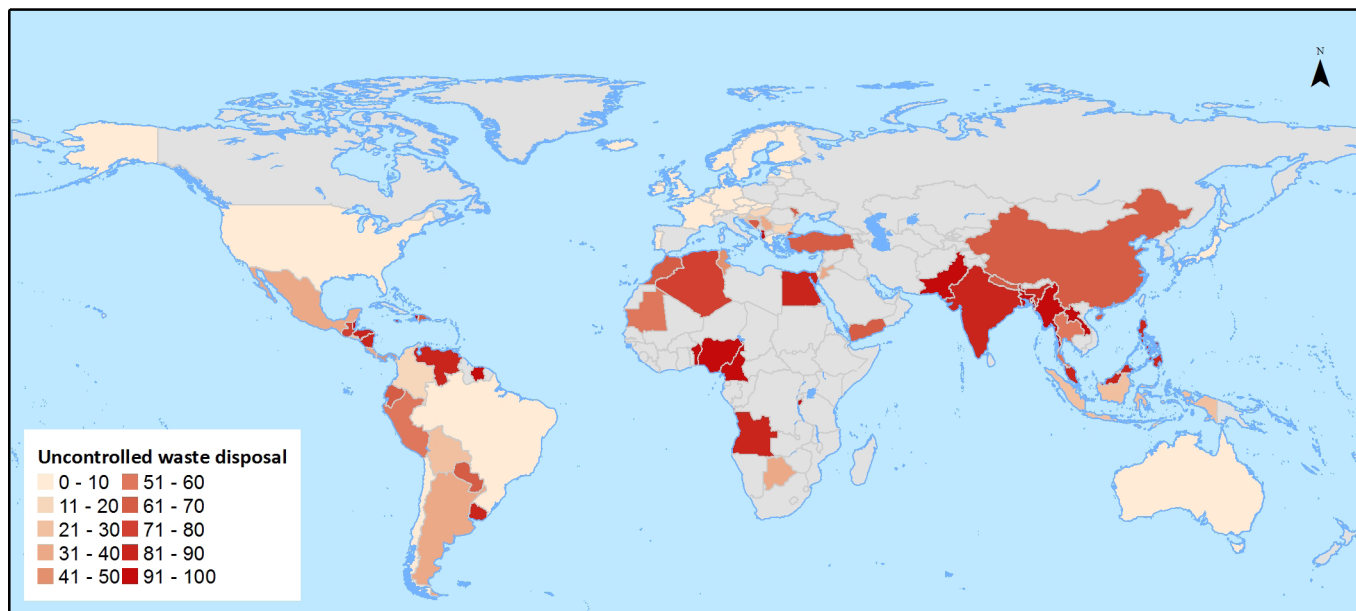 N
Uncontrolled waste disposal
0 - 10 51 - 60
11 - 20 61 - 70
21 - 30 71 - 80
31 - 40 81 - 90
41 - 50 91 - 100